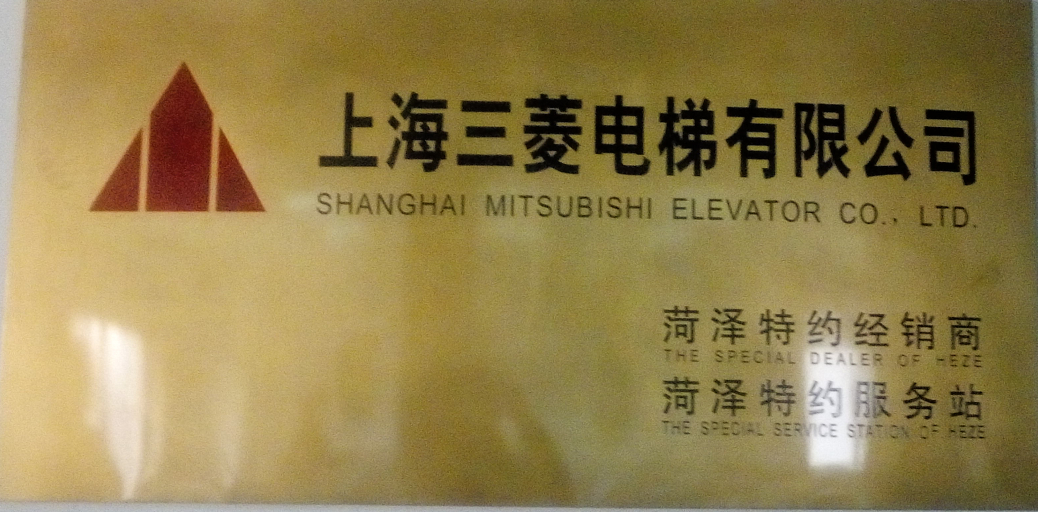 上海三菱电梯有限公司
SHANGHAI MITSUBISHI ELEVATOR CO., LTD.
菏泽特约经销商
THE SPECIAL DEALER OF HEZE
菏泽特约服务站
THE SPECIAL SERVICE STATION OF HEZE